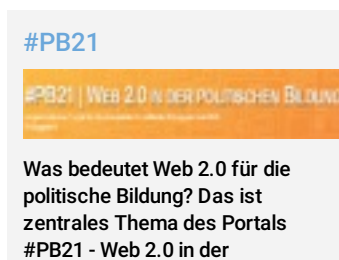 #PB21
#PB21 | WEB 2.0 IN DER POLITISCHEN BILDUNG
Was bedeutet Web 2.0 für die
politische Bildung? Das ist
zentrales Thema des Portals
#PB21 - Web 2.0 in der